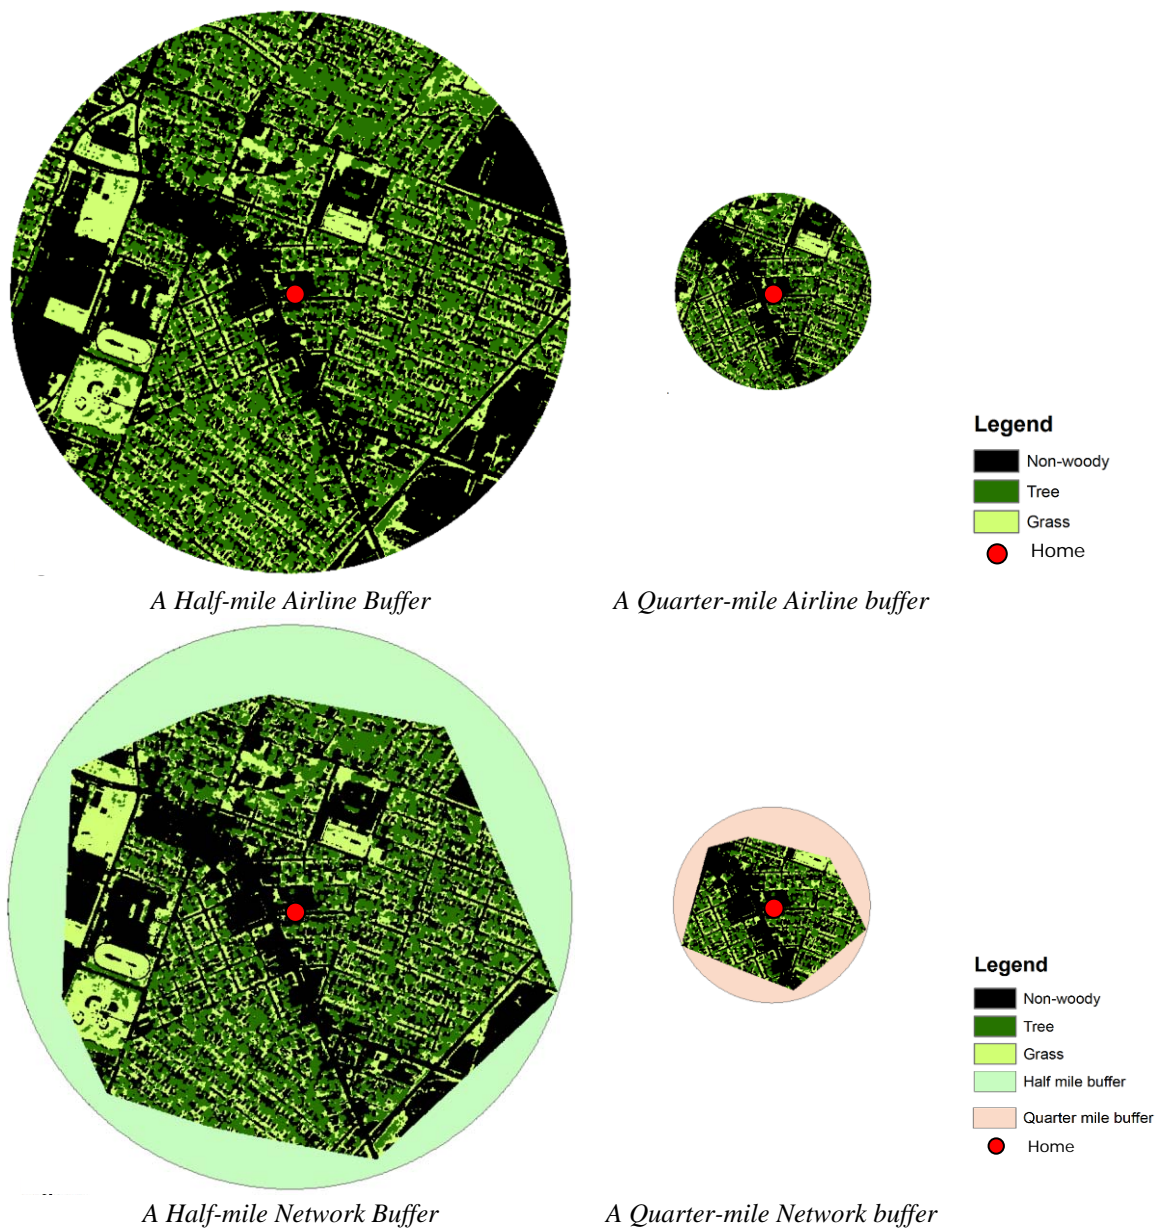 Legend
Non-woody
Tree
Grass
Home
A Half-mile Airline Buffer
A Quarter-mile Airline buffer
Legend
Non-woody
Tree
Grass
Half mile buffer
Quarter mile buffer
Home
A Half-mile Network Buffer
A Quarter-mile Network buffer